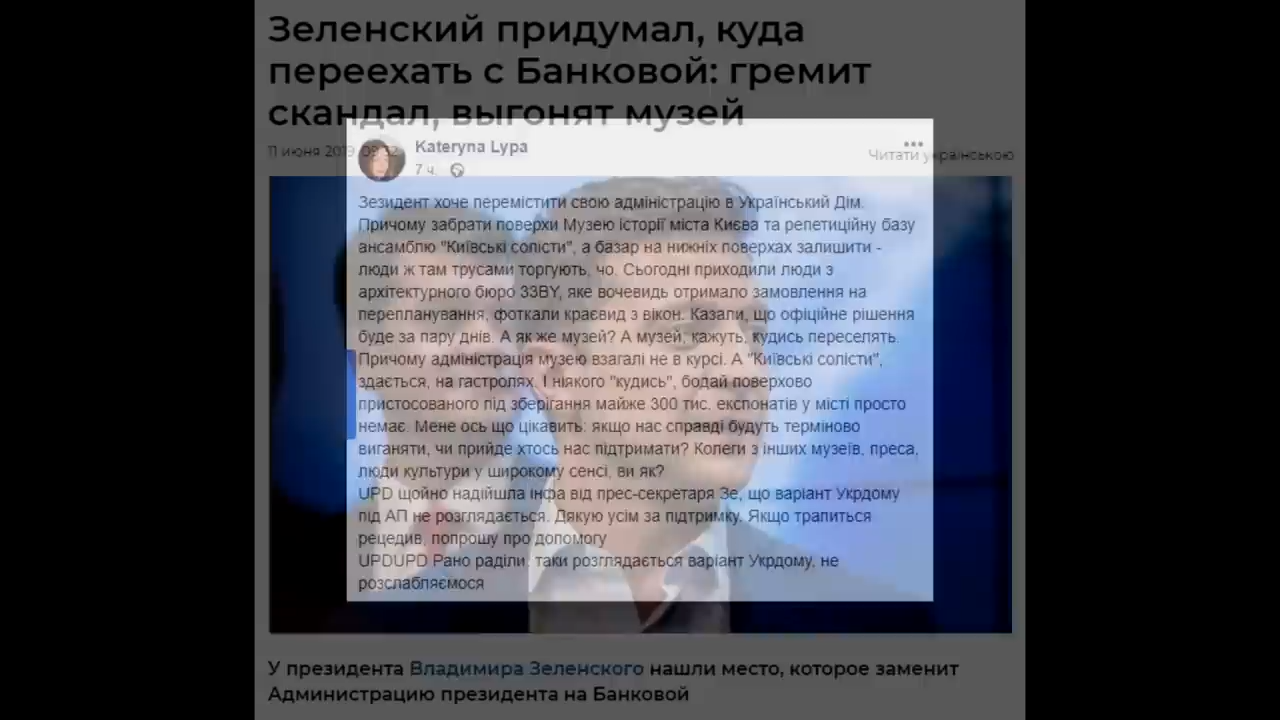 Зеленский придумал, куда
переехать с Банковой: гремит
скандал, выгонят музей
11 июня 2019 09:32
Читати українською
Kateryna Lypa
7 ч.
Зезидент хоче перемістити свою адміністрацію в Український Дім.
Причому забрати поверхи Музею історії міста Києва та репетиційну базу
ансамблю "Київські солісти", а базар на нижніх поверхах залишити -
люди ж там трусами торгують, чо. Сьогодні приходили люди з
архітектурного бюро 33BY, яке вочевидь отримало замовлення на
перепланування, фоткали краєвид з вікон. Казали, що офіційне рішення
буде за пару днів. А як же музей? А музей, кажуть, кудись переселять.
Причому адміністрація музею взагалі не в курсі. А "Київські солісти",
здається, на гастролях. І ніякого "кудись", бодай поверхово
пристосованого під зберігання майже 300 тис. експонатів у місті просто
немає. Мене ось що цікавить: якщо нас справді будуть терміново
виганяти, чи прийде хтось нас підтримати? Колеги з інших музеїв, преса,
люди культури у широкому сенсі, ви як?
UPD щойно надійшла інфа від прес-секретаря Зе, що варіант Укрдому
під АП не розглядається. Дякую усім за підтримку. Якщо трапиться
рецедив, попрошу про допомогу
UPDUPD Рано раділи, таки розглядається варіант Укрдому, не
розслабляємося
У президента Владимира Зеленского нашли место, которое заменит
Администрацию президента на Банковой